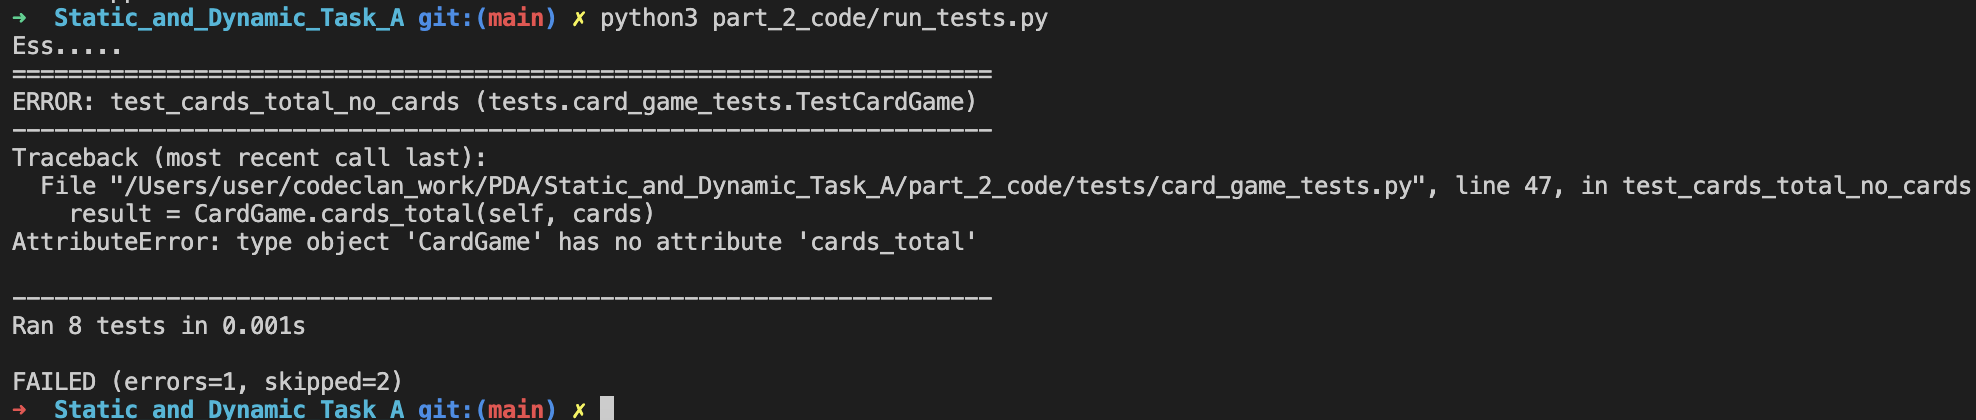 ➜  Static_and_Dynamic_Task_A git:(main) ✗ python3 part_2_code/run_tests.py
Ess.....
======================================================================
ERROR: test_cards_total_no_cards (tests.card_game_tests.TestCardGame)
----------------------------------------------------------------------
Traceback (most recent call last):
  File "/Users/user/codeclan_work/PDA/Static_and_Dynamic_Task_A/part_2_code/tests/card_game_tests.py", line 47, in test_cards_total_no_cards
    result = CardGame.cards_total(self, cards)
AttributeError: type object 'CardGame' has no attribute 'cards_total'

----------------------------------------------------------------------
Ran 8 tests in 0.001s

FAILED (errors=1, skipped=2)
➜  Static_and_Dynamic_Task_A git:(main) ✗